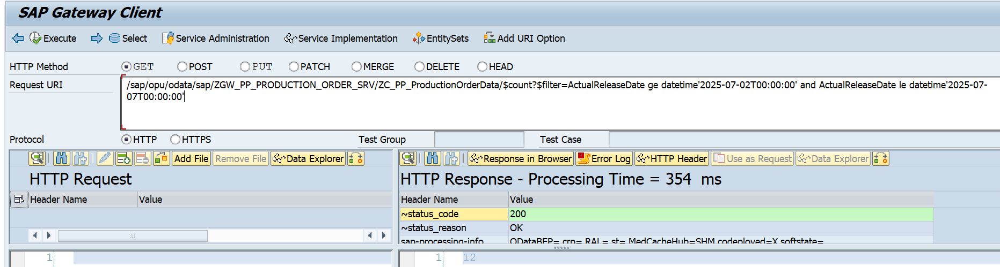 SAP Gateway Client
Execute Select Service Administration Service Implementation EntitySets Add URI Option
HTTP Method GET POST PUT PATCH MERGE DELETE HEAD
Request URI /sap/opu/odata/sap/ZGW_PP_PRODUCTION_ORDER_SRV/ZC_PP_ProductionOrderData/$count?$filter=ActualReleaseDate ge datetime'2025-07-02T00:00:00' and ActualReleaseDate le datetime'2025-07-
07T00:00:00'
Protocol HTTP HTTPS Test Group Test Case
Add File Remove File Data Explorer
Response in Browser Error Log HTTP Header Use as Request Data Explorer
HTTP Request
HTTP Response - Processing Time = 354 ms
Header Name Value
Header Name Value
~status_code 200
~status_reason OK
sap-processing-info ODataBEP= crp= RAL= st= MedCacheHub=SHM codeployed=X softstate=
1
1 12